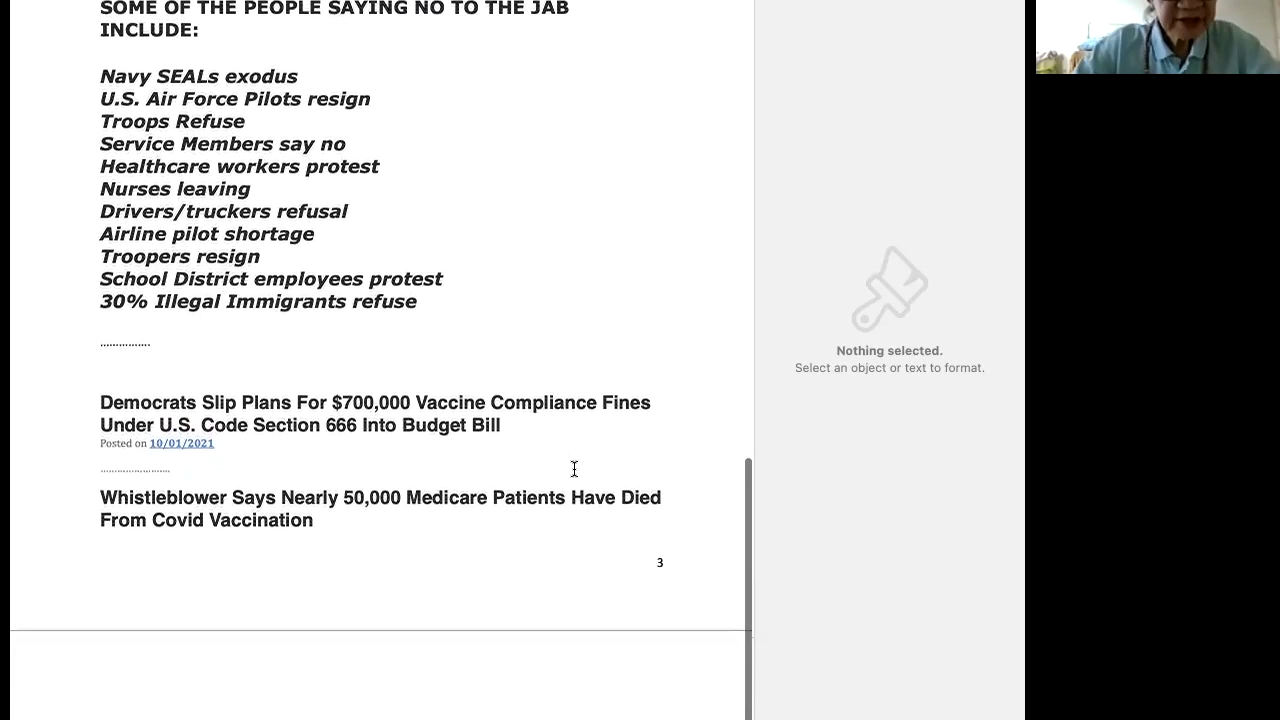 SOME OF THE PEOPLE SAYING NO TO THE JAB
INCLUDE:
Navy SEALs exodus
U.S. Air Force Pilots resign
Troops Refuse
Service Members say no
Healthcare workers protest
Nurses leaving
Drivers/truckers refusal
Airline pilot shortage
Troopers resign
School District employees protest
30% Illegal Immigrants refuse
...............
Democrats Slip Plans For $700,000 Vaccine Compliance Fines
Under U.S. Code Section 666 Into Budget Bill
Posted on 10/01/2021
.......................
Whistleblower Says Nearly 50,000 Medicare Patients Have Died
From Covid Vaccination
3
Nothing selected.
Select an object or text to format.